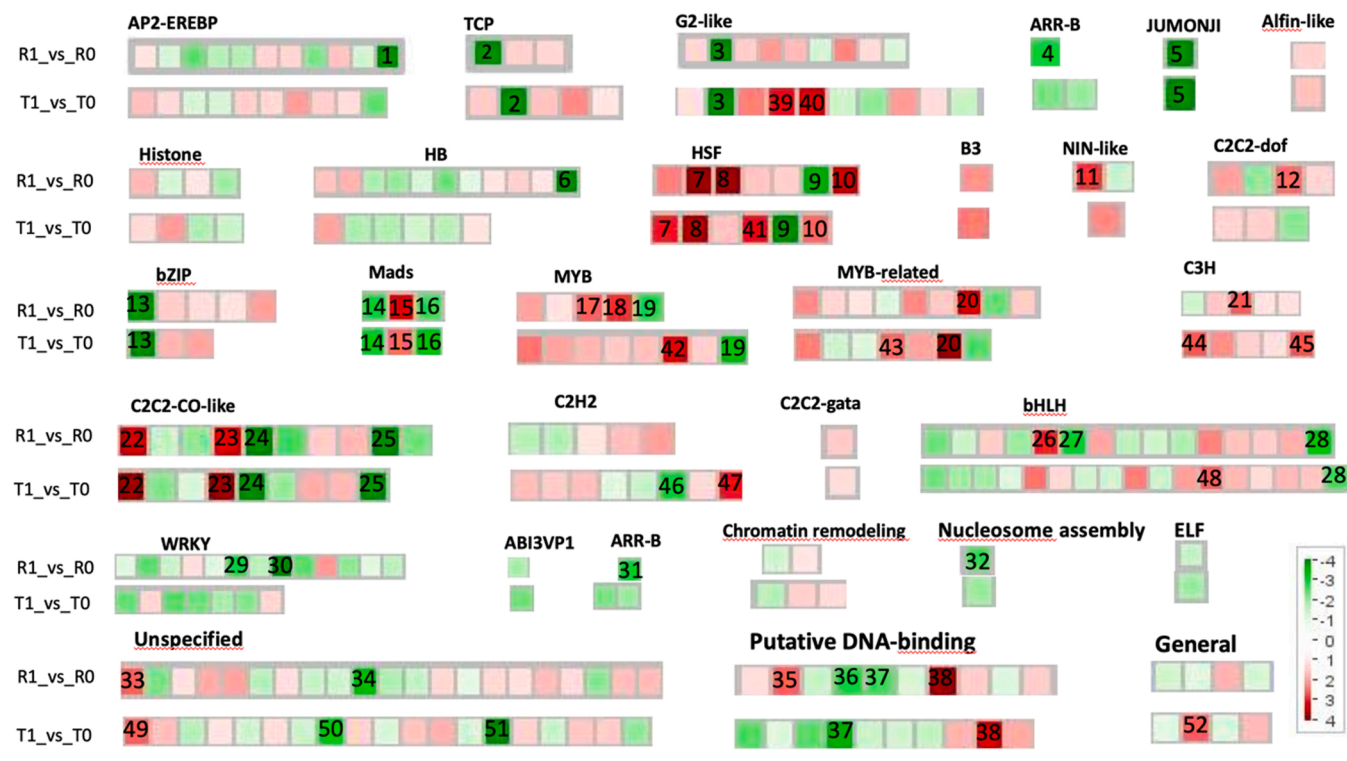 AP2-EREBP TCP G2-like ARR-B JUMONJI Alfin-like
R1_vs_R0 1 2 3 4 5
T1_vs_T0 2 3 39 40 5
Histone HB HSF B3 NIN-like C2C2-dof
R1_vs_R0 6 7 8 9 10 11 12
T1_vs_T0 7 8 41 9 10
bZIP Mads MYB MYB-related C3H
R1_vs_R0 13 14 15 16 17 18 19 20 21
T1_vs_T0 13 14 15 16 42 19 43 20 44 45
C2C2-CO-like C2H2 C2C2-gata bHLH
R1_vs_R0 22 23 24 25 26 27 28
T1_vs_T0 22 23 24 25 46 47 48 28
WRKY ABI3VP1 ARR-B Chromatin remodeling Nucleosome assembly ELF
R1_vs_R0 29 30 31 32
T1_vs_T0
-4
-3
-2
-1
0
1
2
3
4
Unspecified Putative DNA-binding General
R1_vs_R0 33 34 35 36 37 38
T1_vs_T0 49 50 51 37 38 52